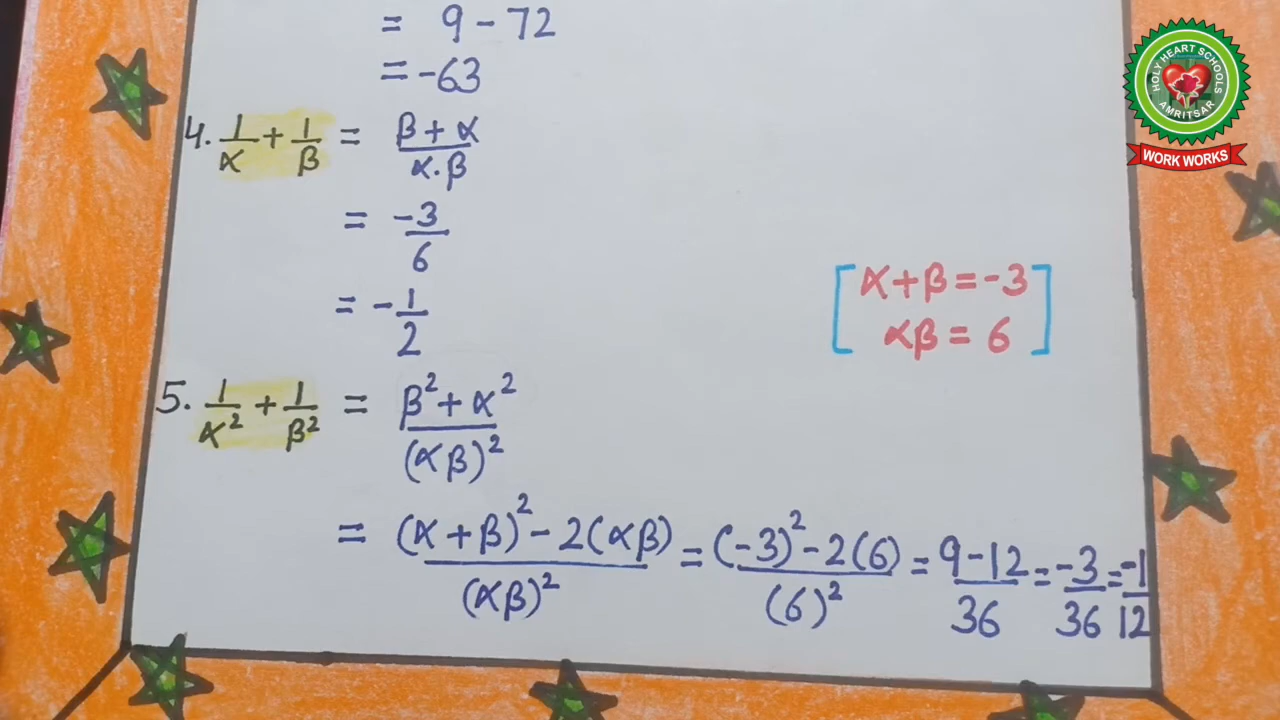 = 9 - 72
= -63
4. 1/α + 1/β = β + α / α . β
= -3/6
= -1/2
[α + β = -3
αβ = 6]
5. 1/α² + 1/β² = β² + α² / (αβ)²
= (α + β)² - 2(αβ) / (αβ)² = (-3)² - 2(6) / (6)² = 9 - 12 / 36 = -3/36 = -1/12
HOLY HEART SCHOOLS
AMRITSAR
WORK WORKS